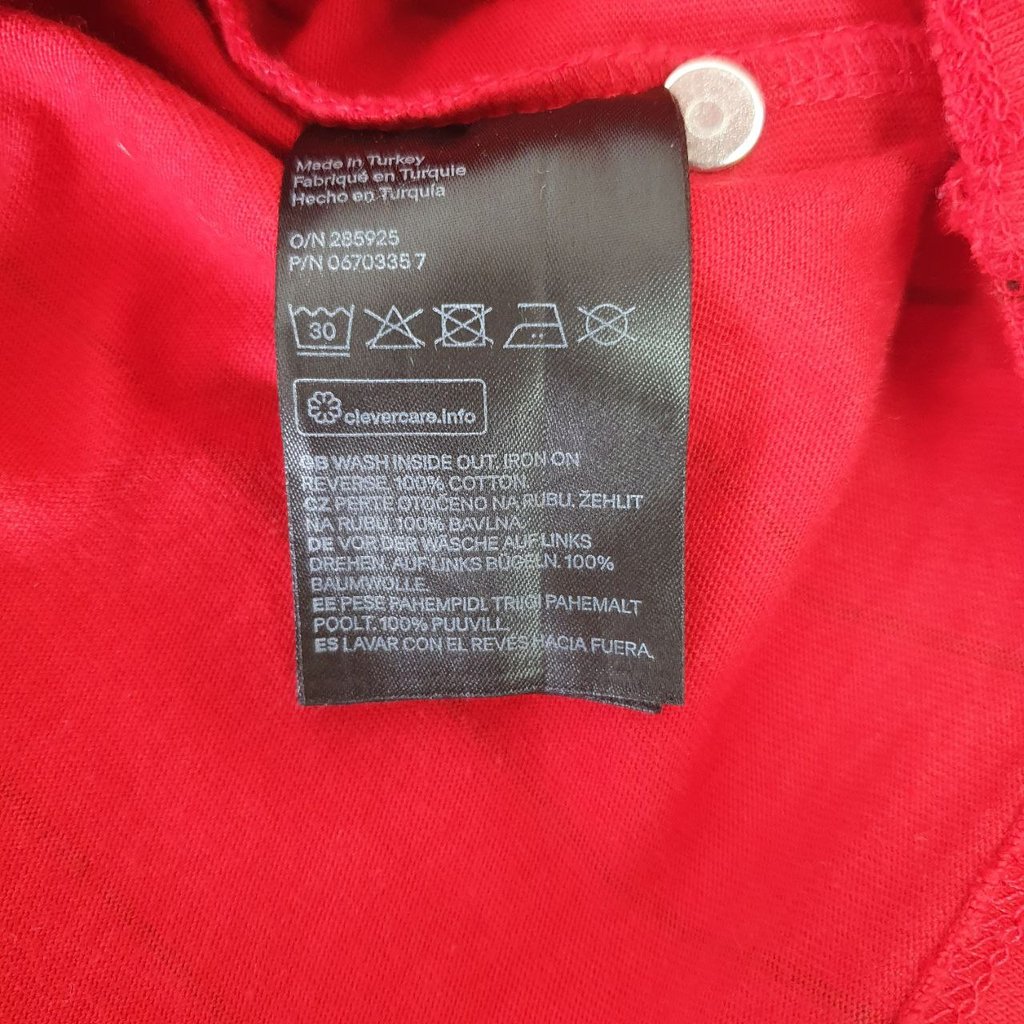 Made in Turkey
Fabriqué en Turquie
Hecho en Turquía
O/N 285925
P/N 0670335 7
30
clevercare.info
GB WASH INSIDE OUT. IRON ON
REVERSE. 100% COTTON.
CZ PERTE OTOČENO NA RUBU. ŽEHLIT
NA RUBU. 100% BAVLNA.
DE VOR DER WÄSCHE AUF LINKS
DREHEN. AUF LINKS BÜGELN. 100%
BAUMWOLLE.
EE PESE PAHEMPIDI. TRIIGI PAHEMALT
POOLT. 100% PUUVILL.
ES LAVAR CON EL REVÉS HACIA FUERA.